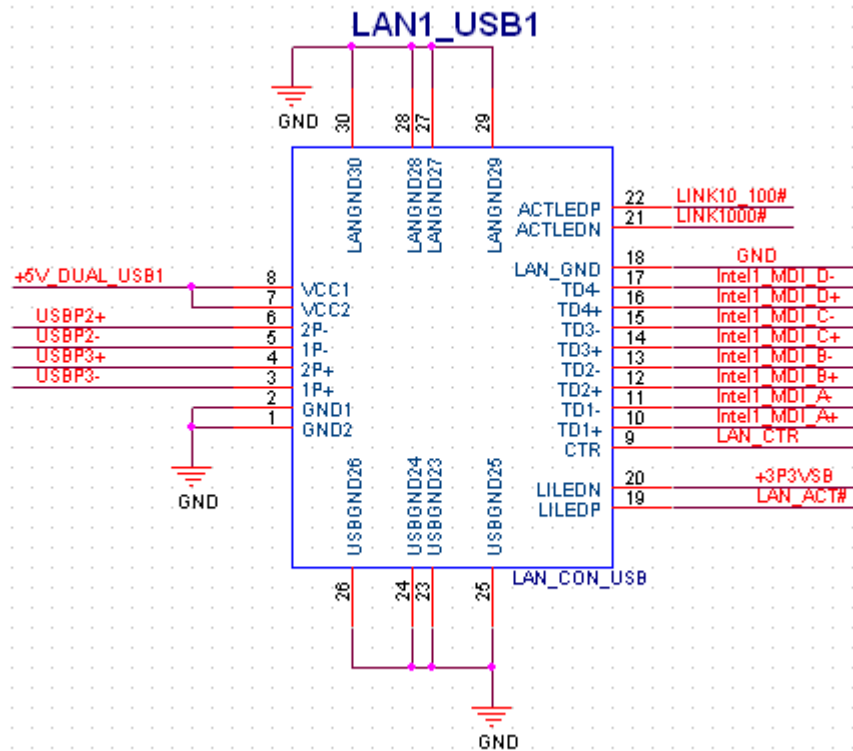 LAN1_USB1
GND
30
28
27
29
LANGND30
LANGND28
LANGND27
LANGND29
ACTLEDP 22 LINK10_100#
ACTLEDN 21 LINK1000#
LAN_GND 18 GND
TD4- 17 Intel1_MDI_D-
TD4+ 16 Intel1_MDI_D+
TD3- 15 Intel1_MDI_C-
TD3+ 14 Intel1_MDI_C+
TD2- 13 Intel1_MDI_B-
TD2+ 12 Intel1_MDI_B+
TD1- 11 Intel1_MDI_A-
TD1+ 10 Intel1_MDI_A+
CTR 9 LAN_CTR
LILEDN 20 +3P3VSB
LILEDP 19 LAN_ACT#
+5V_DUAL_USB1 8 VCC1
7 VCC2
USBP2+ 6 2P-
USBP2- 5 1P-
USBP3+ 4 2P+
USBP3- 3 1P+
2 GND1
1 GND2
GND
USBGND26
USBGND24
USBGND23
USBGND25
LAN_CON_USB
26
24
23
25
GND